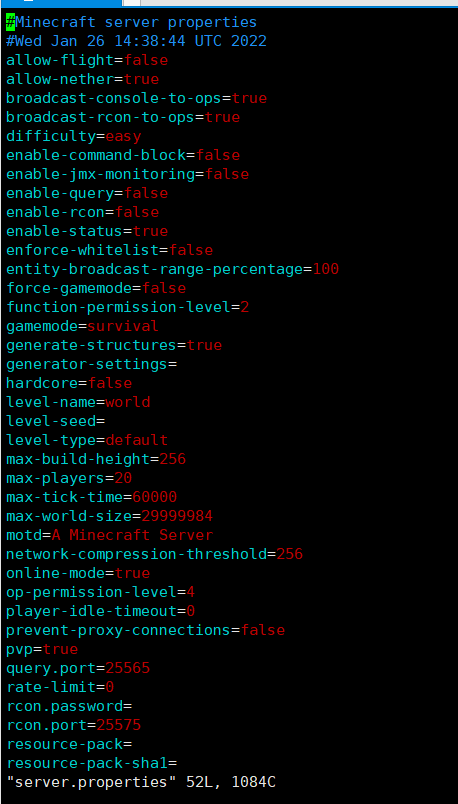 #Minecraft server properties
#Wed Jan 26 14:38:44 UTC 2022
allow-flight=false
allow-nether=true
broadcast-console-to-ops=true
broadcast-rcon-to-ops=true
difficulty=easy
enable-command-block=false
enable-jmx-monitoring=false
enable-query=false
enable-rcon=false
enable-status=true
enforce-whitelist=false
entity-broadcast-range-percentage=100
force-gamemode=false
function-permission-level=2
gamemode=survival
generate-structures=true
generator-settings=
hardcore=false
level-name=world
level-seed=
level-type=default
max-build-height=256
max-players=20
max-tick-time=60000
max-world-size=29999984
motd=A Minecraft Server
network-compression-threshold=256
online-mode=true
op-permission-level=4
player-idle-timeout=0
prevent-proxy-connections=false
pvp=true
query.port=25565
rate-limit=0
rcon.password=
rcon.port=25575
resource-pack=
resource-pack-sha1=
"server.properties" 52L, 1084C